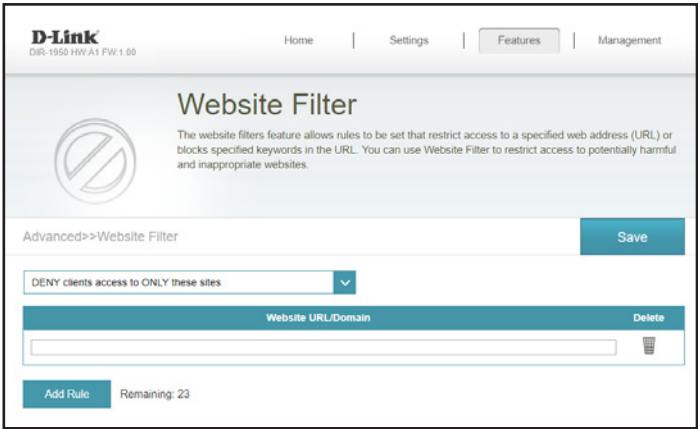 D-Link
DIR-1950 HW:A1 FW:1.00
Home | Settings | Features | Management
Website Filter
The website filters feature allows rules to be set that restrict access to a specified web address (URL) or
blocks specified keywords in the URL. You can use Website Filter to restrict access to potentially harmful
and inappropriate websites.
Advanced>>Website Filter
Save
DENY clients access to ONLY these sites
Website URL/Domain Delete
Add Rule Remaining: 23